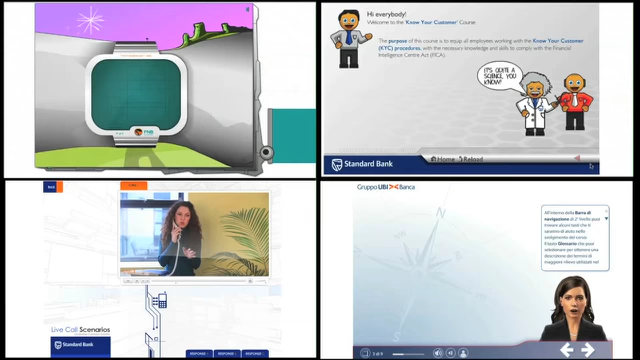 FNB
Hi everybody!
Welcome to the 'Know Your Customer' Course
The purpose of this course is to equip all employees working with the Know Your Customer
(KYC) procedures, with the necessary knowledge and skills to comply with the Financial
Intelligence Centre Act (FICA).
IT'S QUITE A
SCIENCE, YOU
KNOW!
Standard Bank
Home Reload
Live Call Scenarios
Standard Bank
RESPONSE
RESPONSE
RESPONSE
Gruppo UBI Banca
N
S
All'interno della Barra di
navigazione di 2° livello puoi
trovare alcuni tasti che ti
saranno di aiuto nello
svolgimento del corso:
il tasto Glossario che puoi
selezionare per ottenere una
descrizione dei termini di
maggiore rilievo utilizzati nel